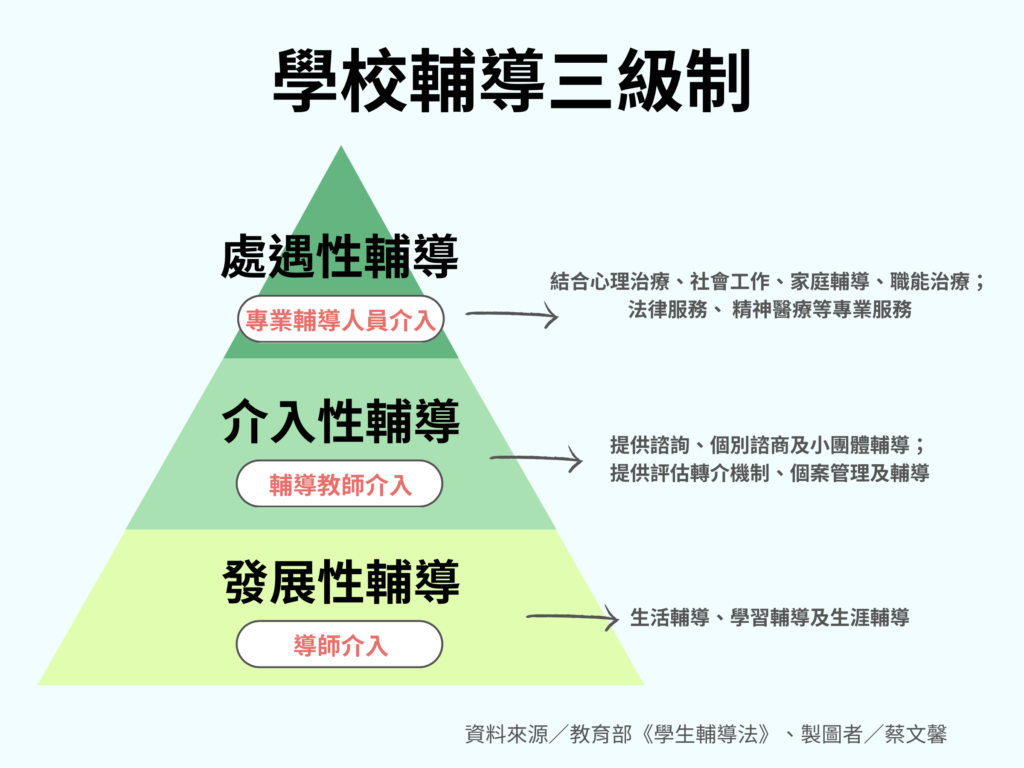 學校輔導三級制
處遇性輔導
專業輔導人員介入
結合心理治療、社會工作、家庭輔導、職能治療；
法律服務、 精神醫療等專業服務
介入性輔導
輔導教師介入
提供諮詢、個別諮商及小團體輔導；
提供評估轉介機制、個案管理及輔導
發展性輔導
導師介入
生活輔導、學習輔導及生涯輔導
資料來源／教育部《學生輔導法》、製圖者／蔡文馨